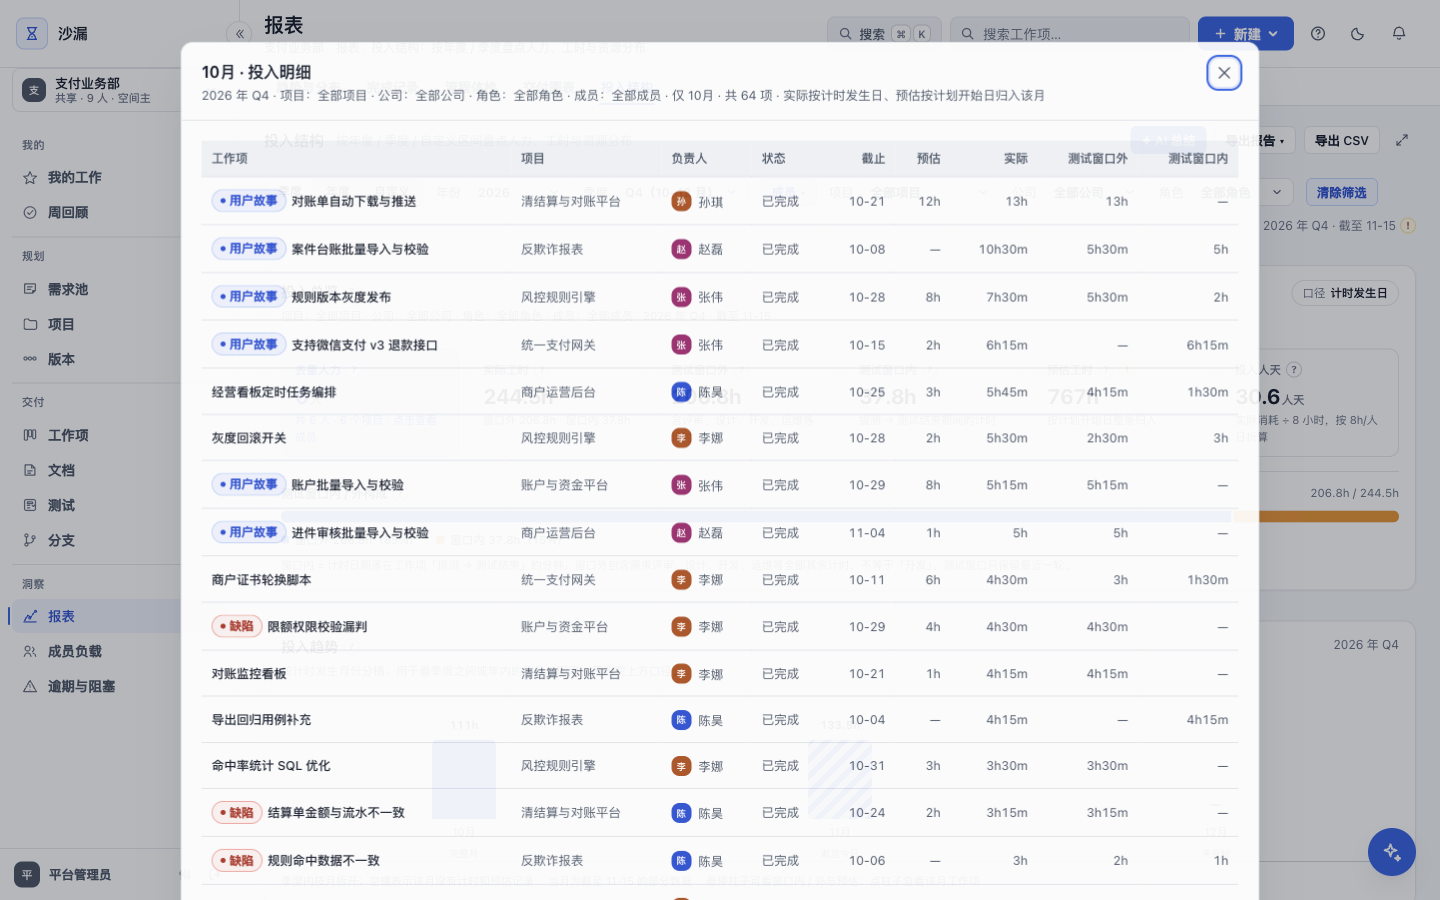 沙漏
«
报表
搜索 ⌘ K
搜索工作项...
+ 新建
支
支付业务部
共享 · 9 人 · 空间主
我的
我的工作
周回顾
规划
需求池
项目
版本
交付
工作项
文档
测试
分支
洞察
报表
成员负载
逾期与阻塞
平 平台管理员
10月 · 投入明细
2026 年 Q4 · 项目：全部项目 · 公司：全部公司 · 角色：全部角色 · 成员：全部成员 · 仅 10月 · 共 64 项 · 实际按计时发生日、预估按计划开始日归入该月
工作项 项目 负责人 状态 截止 预估 实际 测试窗口外 测试窗口内
用户故事 对账单自动下载与推送 清结算与对账平台 孙 孙琪 已完成 10-21 12h 13h 13h —
用户故事 案件台账批量导入与校验 反欺诈报表 赵 赵磊 已完成 10-08 — 10h30m 5h30m 5h
用户故事 规则版本灰度发布 风控规则引擎 张 张伟 已完成 10-28 8h 7h30m 5h30m 2h
用户故事 支持微信支付 v3 退款接口 统一支付网关 张 张伟 已完成 10-15 2h 6h15m — 6h15m
经营看板定时任务编排 商户运营后台 陈 陈昊 已完成 10-25 3h 5h45m 4h15m 1h30m
灰度回滚开关 风控规则引擎 李 李娜 已完成 10-28 2h 5h30m 2h30m 3h
用户故事 账户批量导入与校验 账户与资金平台 张 张伟 已完成 10-29 8h 5h15m 5h15m —
用户故事 进件审核批量导入与校验 商户运营后台 赵 赵磊 已完成 11-04 1h 5h 5h —
商户证书轮换脚本 统一支付网关 李 李娜 已完成 10-11 6h 4h30m 3h 1h30m
缺陷 限额权限校验漏判 账户与资金平台 李 李娜 已完成 10-29 4h 4h30m 4h30m —
对账监控看板 清结算与对账平台 李 李娜 已完成 10-21 1h 4h15m 4h15m —
导出回归用例补充 反欺诈报表 陈 陈昊 已完成 10-04 — 4h15m — 4h15m
命中率统计 SQL 优化 风控规则引擎 李 李娜 已完成 10-31 3h 3h30m 3h30m —
缺陷 结算单金额与流水不一致 清结算与对账平台 陈 陈昊 已完成 10-24 2h 3h15m 3h15m —
缺陷 规则命中数据不一致 反欺诈报表 陈 陈昊 已完成 10-06 — 3h 2h 1h
导出报告 ▾
导出 CSV
清除筛选
2026 年 Q4 · 截至 11-15
口径 计时发生日
投入人天 ?
30.6 人天
消耗 ÷ 8 小时，按 8h/人
日折算
206.8h / 244.5h
2026 年 Q4